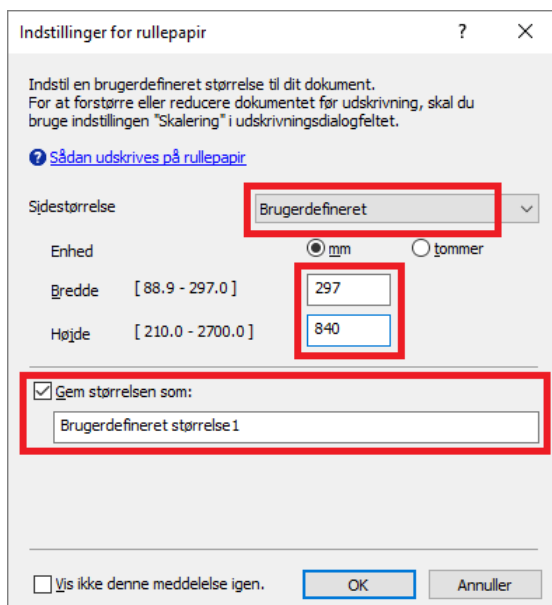 Indstillinger for rullepapir ? ×
Indstil en brugerdefineret størrelse til dit dokument.
For at forstørre eller reducere dokumentet før udskrivning, skal du
bruge indstillingen "Skalering" i udskrivningsdialogfeltet.
? Sådan udskrives på rullepapir
Sidestørrelse Brugerdefineret
Enhed mm tommer
Bredde [ 88.9 - 297.0 ] 297
Højde [ 210.0 - 2700.0 ] 840
Gem størrelsen som:
Brugerdefineret størrelse1
Vis ikke denne meddelelse igen. OK Annuller